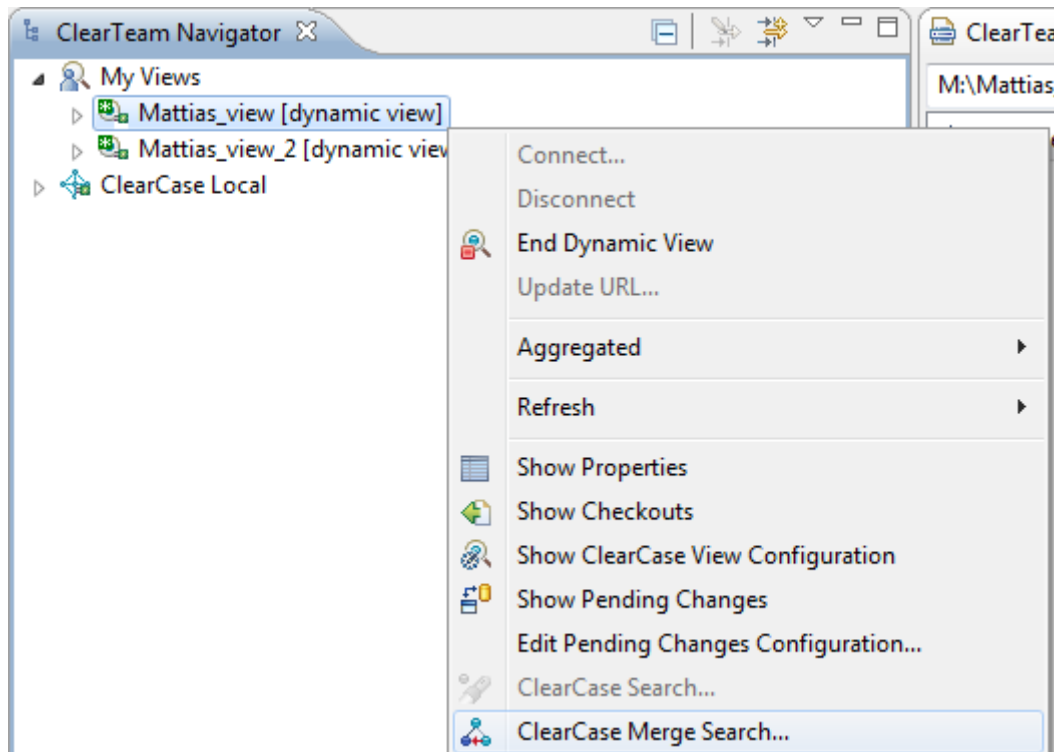 ClearTeam Navigator
ClearTea
My Views
M:\Mattias
Mattias_view [dynamic view]
Mattias_view_2 [dynamic view
ClearCase Local
Connect...
Disconnect
End Dynamic View
Update URL...
Aggregated
Refresh
Show Properties
Show Checkouts
Show ClearCase View Configuration
Show Pending Changes
Edit Pending Changes Configuration...
ClearCase Search...
ClearCase Merge Search...